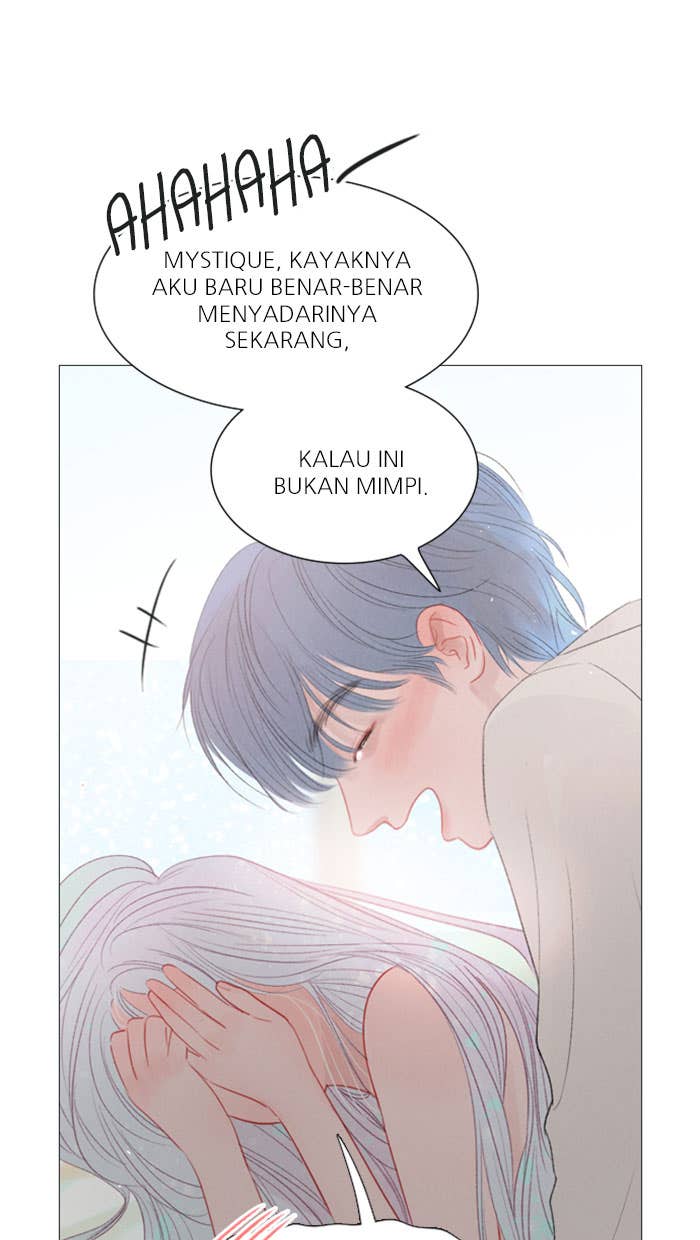 AHAHAHA
MYSTIQUE, KAYAKNYA
AKU BARU BENAR-BENAR
MENYADARINYA
SEKARANG,
KALAU INI
BUKAN MIMPI.